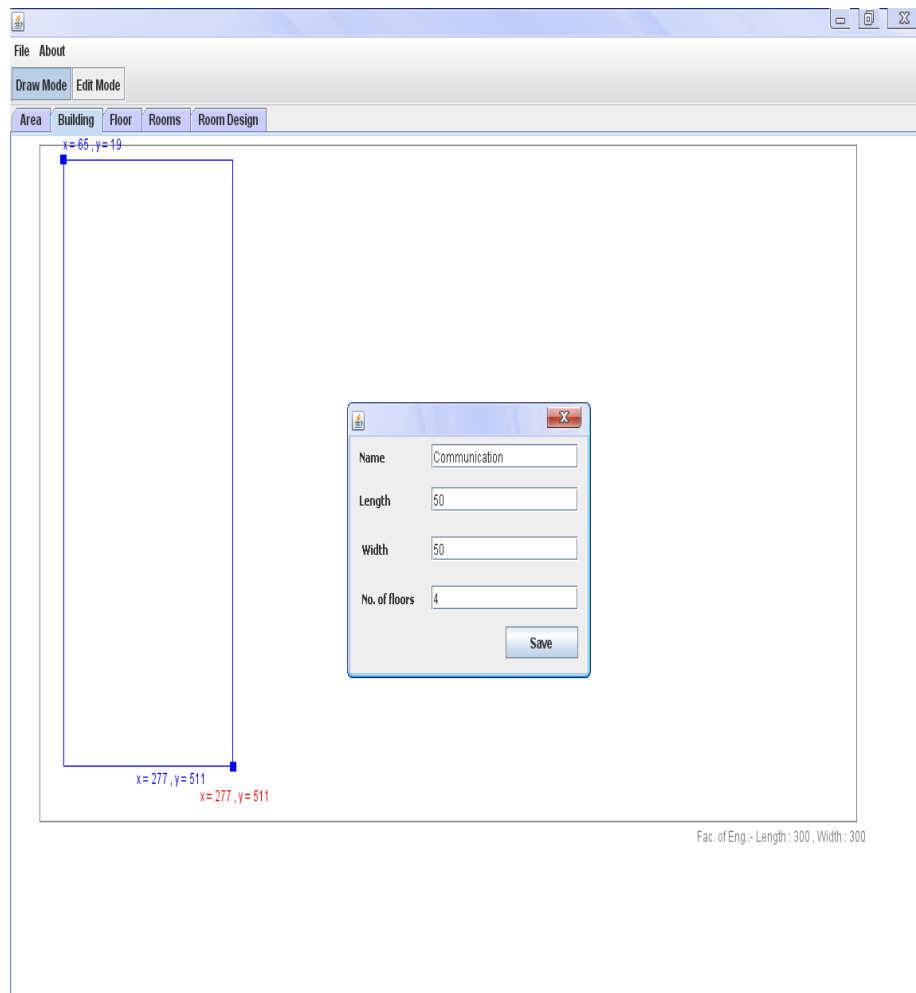 File About
Draw Mode Edit Mode
Area Building Floor Rooms Room Design
x = 65 , y = 19
Name Communication
Length 50
Width 50
No. of floors 4
Save
x = 277 , y = 511
x = 277 , y = 511
Fac. of Eng.:- Length : 300 , Width : 300